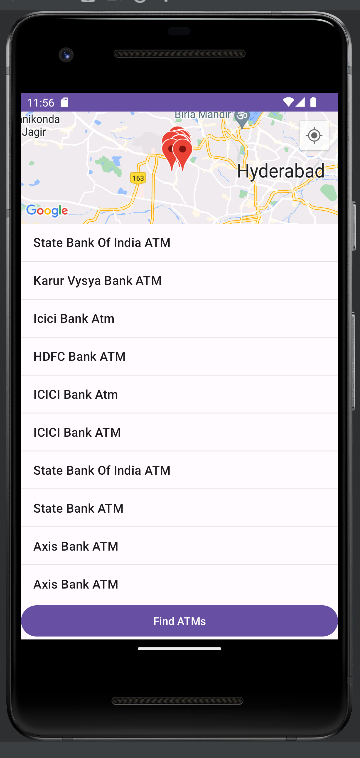 11:56
nikonda
Jagir
Birla Mandir
163
Hyderabad
Google
State Bank Of India ATM
Karur Vysya Bank ATM
Icici Bank Atm
HDFC Bank ATM
ICICI Bank Atm
ICICI Bank ATM
State Bank Of India ATM
State Bank ATM
Axis Bank ATM
Axis Bank ATM
Find ATMs